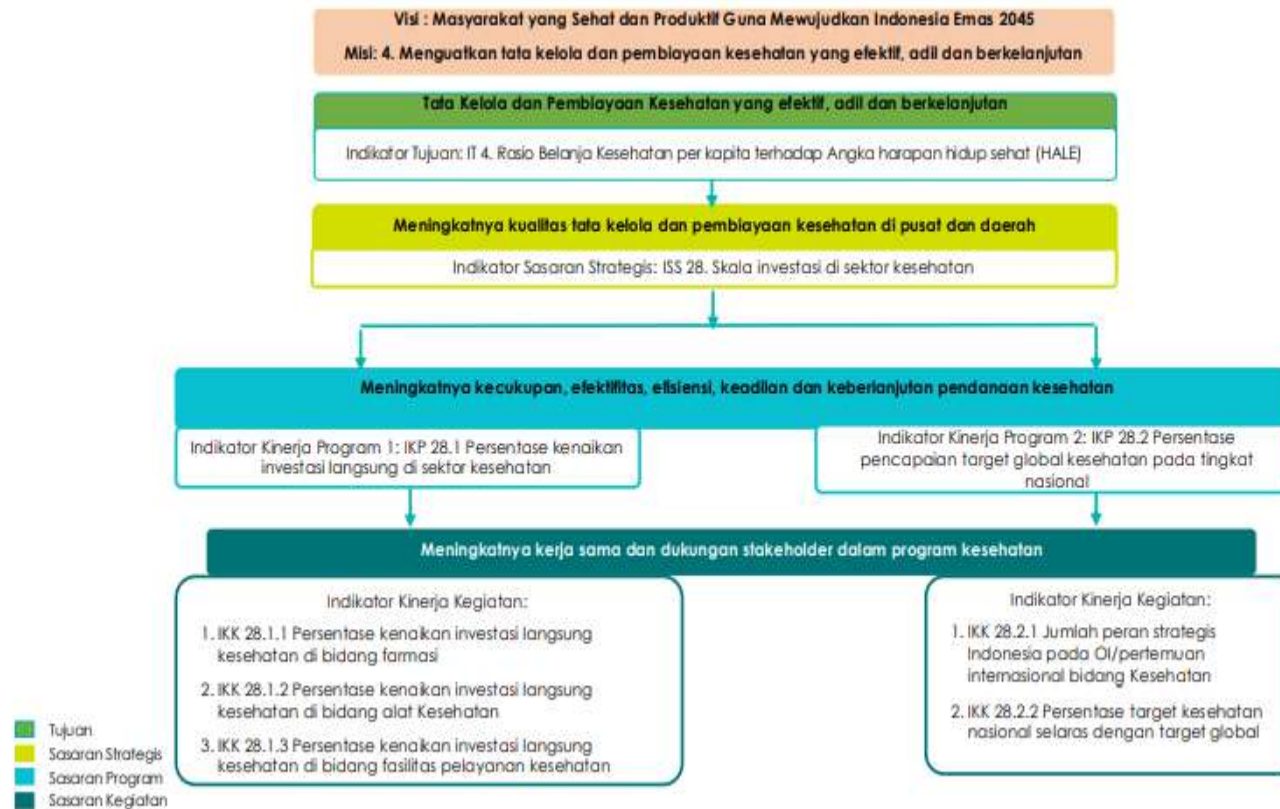 Visi : Masyarakat yang Sehat dan Produktif Guna Mewujudkan Indonesia Emas 2045
Misi: 4. Menguatkan tata kelola dan pembiayaan kesehatan yang efektif, adil dan berkelanjutan
Tata Kelola dan Pembiayaan Kesehatan yang efektif, adil dan berkelanjutan
Indikator Tujuan: IT 4. Rasio Belanja Kesehatan per kapita terhadap Angka harapan hidup sehat (HALE)
Meningkatnya kualitas tata kelola dan pembiayaan kesehatan di pusat dan daerah
Indikator Sasaran Strategis: ISS 28. Skala investasi di sektor kesehatan
Meningkatnya kecukupan, efektifitas, efisiensi, keadilan dan keberlanjutan pendanaan kesehatan
Indikator Kinerja Program 1: IKP 28.1 Persentase kenaikan
investasi langsung di sektor kesehatan
Indikator Kinerja Program 2: IKP 28.2 Persentase
pencapaian target global kesehatan pada tingkat
nasional
Meningkatnya kerja sama dan dukungan stakeholder dalam program kesehatan
Indikator Kinerja Kegiatan:
1. IKK 28.1.1 Persentase kenaikan investasi langsung
kesehatan di bidang farmasi
2. IKK 28.1.2 Persentase kenaikan investasi langsung
kesehatan di bidang alat Kesehatan
3. IKK 28.1.3 Persentase kenaikan investasi langsung
kesehatan di bidang fasilitas pelayanan kesehatan
Indikator Kinerja Kegiatan:
1. IKK 28.2.1 Jumlah peran strategis
Indonesia pada OI/pertemuan
internasional bidang Kesehatan
2. IKK 28.2.2 Persentase target kesehatan
nasional selaras dengan target global
Tujuan
Sasaran Strategis
Sasaran Program
Sasaran Kegiatan